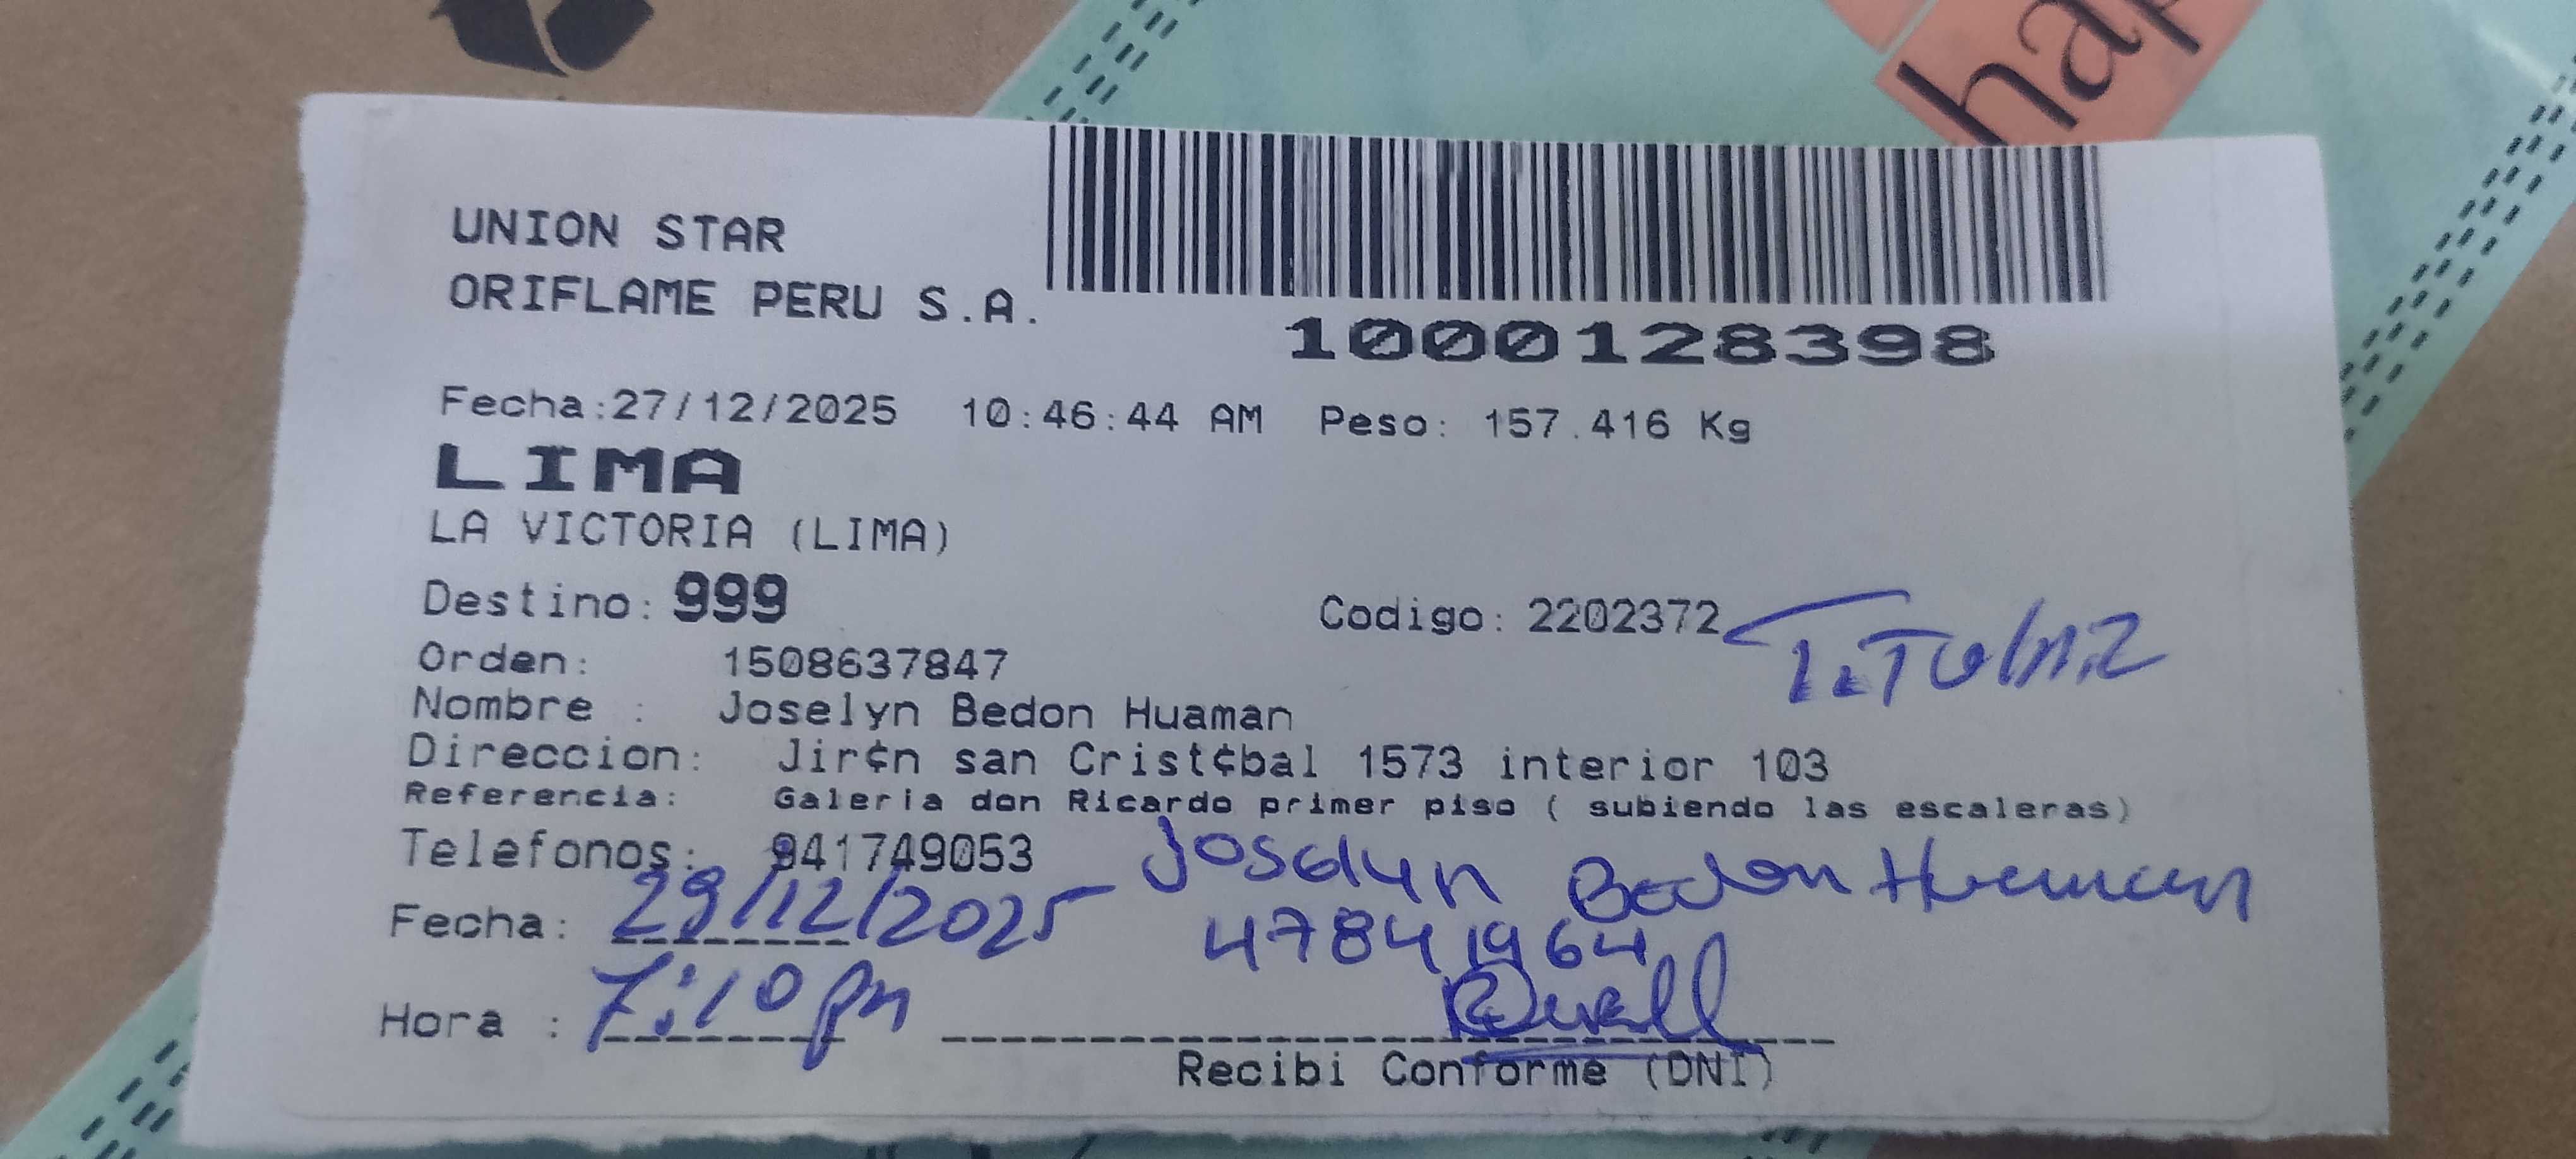 hap
UNION STAR
ORIFLAME PERU S.A.
1000128398
Fecha:27/12/2025 10:46:44 AM Peso: 157.416 Kg
LIMA
LA VICTORIA (LIMA)
Destino: 999 Codigo: 2202372
Orden: 1508637847
Nombre : Joselyn Bedon Huaman
Direccion: Jir¢n san Crist¢bal 1573 interior 103
Referencia: Galeria don Ricardo primer piso ( subiendo las escaleras)
Telefonos: 941749053
Joselyn Bedon Huaman
Fecha: 29/12/2025 47841964
Hora : 7:10 pm
Recibi Conforme (DNI)